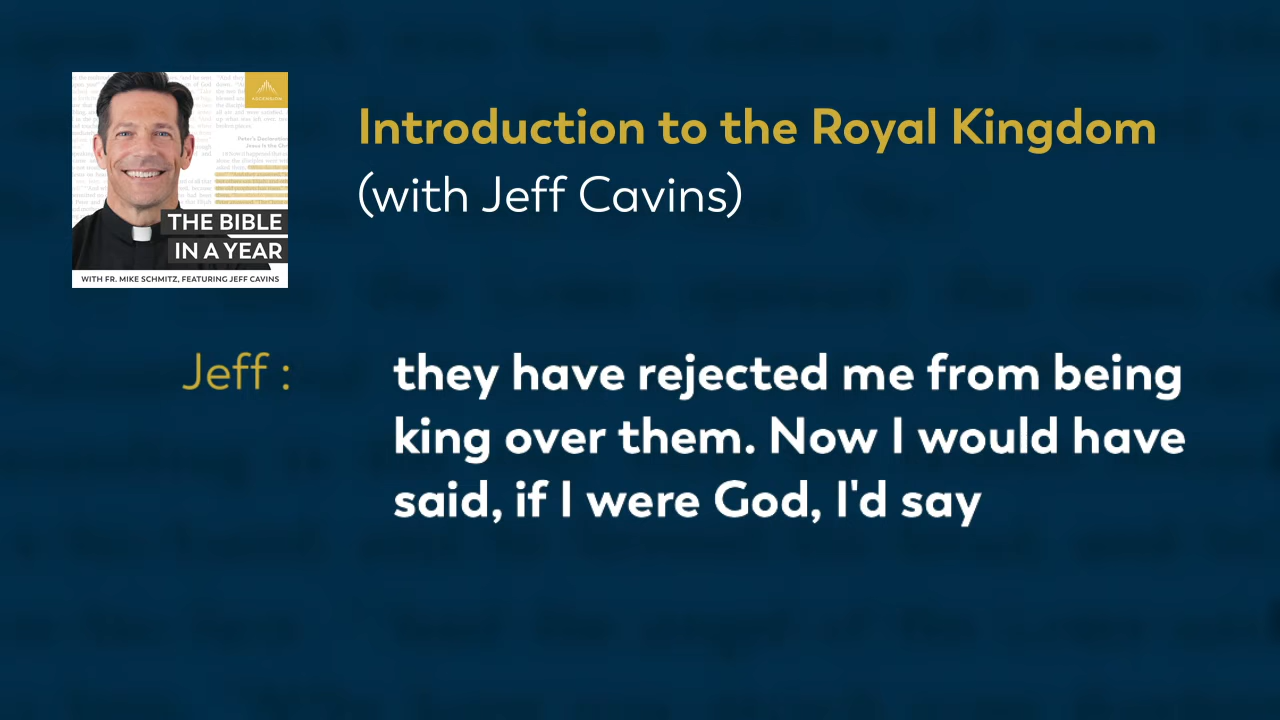 Introduction to the Royal Kingdom
(with Jeff Cavins)
THE BIBLE
IN A YEAR
WITH FR. MIKE SCHMITZ, FEATURING JEFF CAVINS
Jeff :
they have rejected me from being
king over them. Now I would have
said, if I were God, I'd say